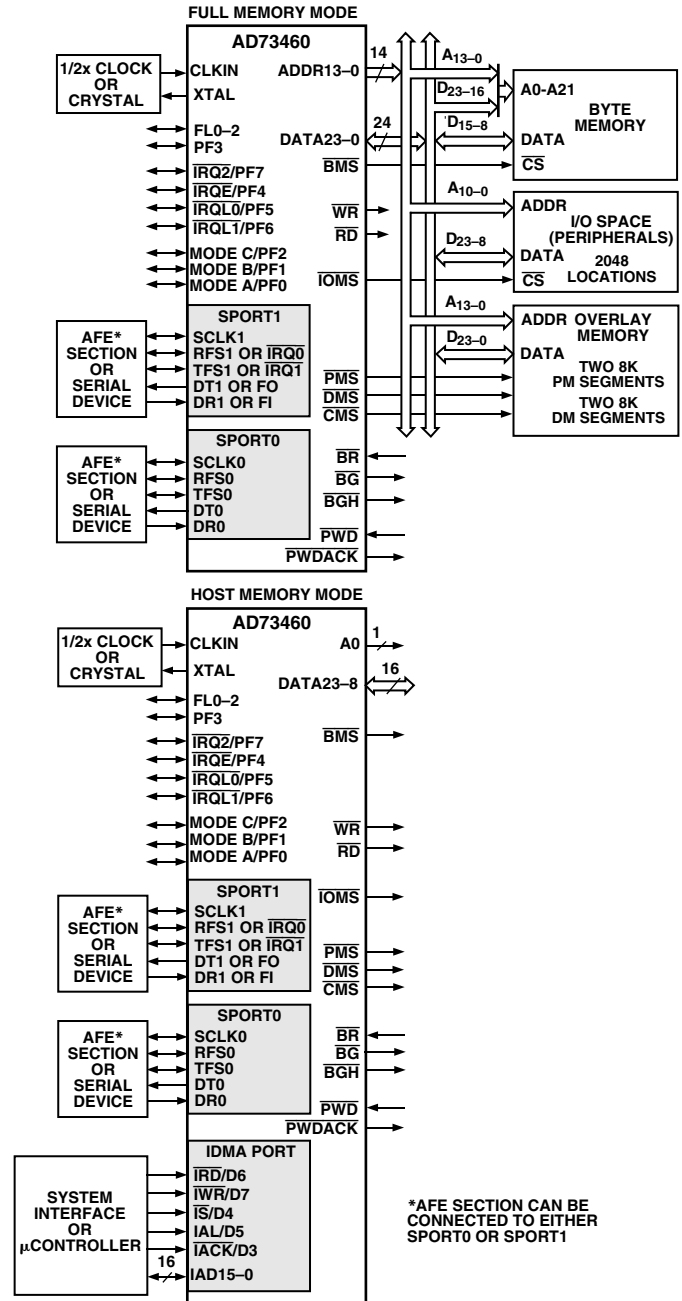 FULL MEMORY MODE
AD73460
1/2x CLOCK
OR
CRYSTAL
CLKIN
XTAL
FL0–2
PF3
IRQ2/PF7
IRQE/PF4
IRQL0/PF5
IRQL1/PF6
MODE C/PF2
MODE B/PF1
MODE A/PF0
AFE*
SECTION
OR
SERIAL
DEVICE
SPORT1
SCLK1
RFS1 OR IRQ0
TFS1 OR IRQ1
DT1 OR FO
DR1 OR FI
AFE*
SECTION
OR
SERIAL
DEVICE
SPORT0
SCLK0
RFS0
TFS0
DT0
DR0
ADDR13–0
14
DATA23–0
24
BMS
WR
RD
IOMS
PMS
DMS
CMS
BR
BG
BGH
PWD
PWDACK
A13–0
D23–16
D15–8
A0-A21
BYTE
MEMORY
DATA
CS
A10–0
D23–8
ADDR
I/O SPACE
(PERIPHERALS)
DATA
2048
LOCATIONS
CS
A13–0
D23–0
ADDR OVERLAY
MEMORY
DATA
TWO 8K
PM SEGMENTS
TWO 8K
DM SEGMENTS
HOST MEMORY MODE
AD73460
1/2x CLOCK
OR
CRYSTAL
CLKIN
XTAL
FL0–2
PF3
IRQ2/PF7
IRQE/PF4
IRQL0/PF5
IRQL1/PF6
MODE C/PF2
MODE B/PF1
MODE A/PF0
AFE*
SECTION
OR
SERIAL
DEVICE
SPORT1
SCLK1
RFS1 OR IRQ0
TFS1 OR IRQ1
DT1 OR FO
DR1 OR FI
AFE*
SECTION
OR
SERIAL
DEVICE
SPORT0
SCLK0
RFS0
TFS0
DT0
DR0
SYSTEM
INTERFACE
OR
µCONTROLLER
IDMA PORT
IRD/D6
IWR/D7
IS/D4
IAL/D5
IACK/D3
16
IAD15–0
A0
1
DATA23–8
16
BMS
WR
RD
IOMS
PMS
DMS
CMS
BR
BG
BGH
PWD
PWDACK
*AFE SECTION CAN BE
CONNECTED TO EITHER
SPORT0 OR SPORT1